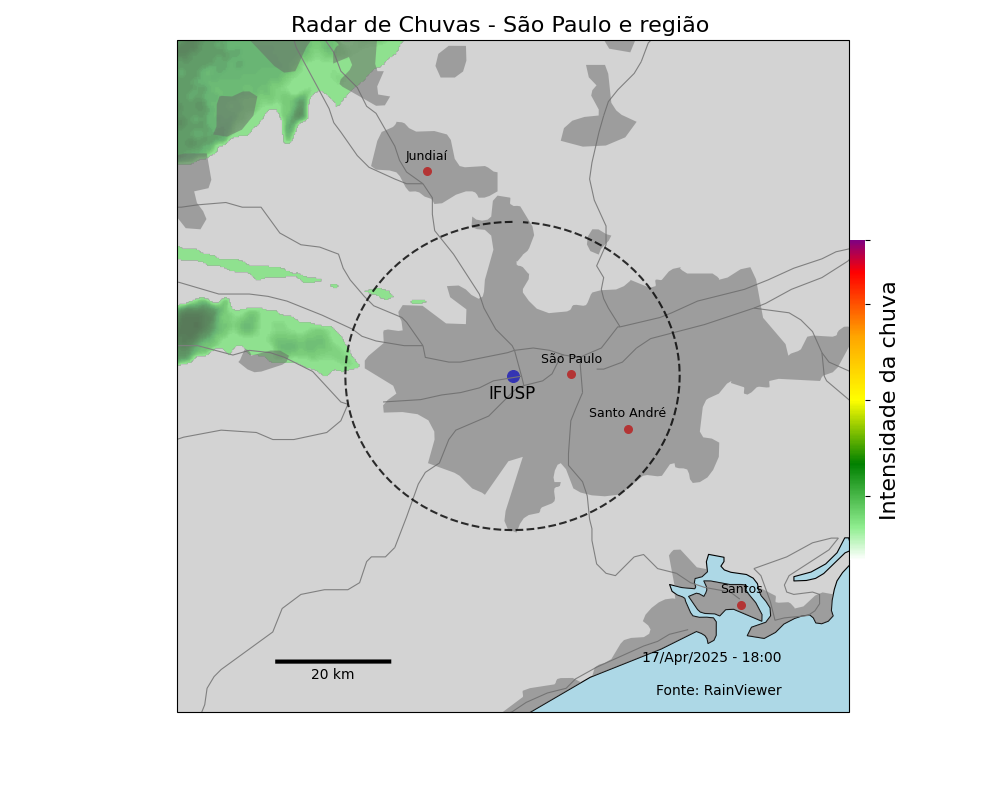 Radar de Chuvas - São Paulo e região
Jundiaí
São Paulo
IFUSP
Santo André
Intensidade da chuva
Santos
17/Apr/2025 - 18:00
20 km
Fonte: RainViewer